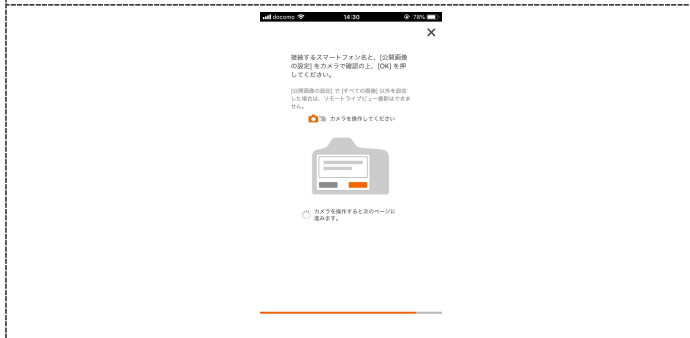 docomo 14:30 78%
接続するスマートフォン名と、[公開画像
の設定] をカメラで確認の上、[OK] を押
してください。
[公開画像の設定] で [すべての画像] 以外を設定
した場合は、リモートライブビュー撮影はできま
せん。
カメラを操作してください
カメラを操作すると次のページに
進みます。